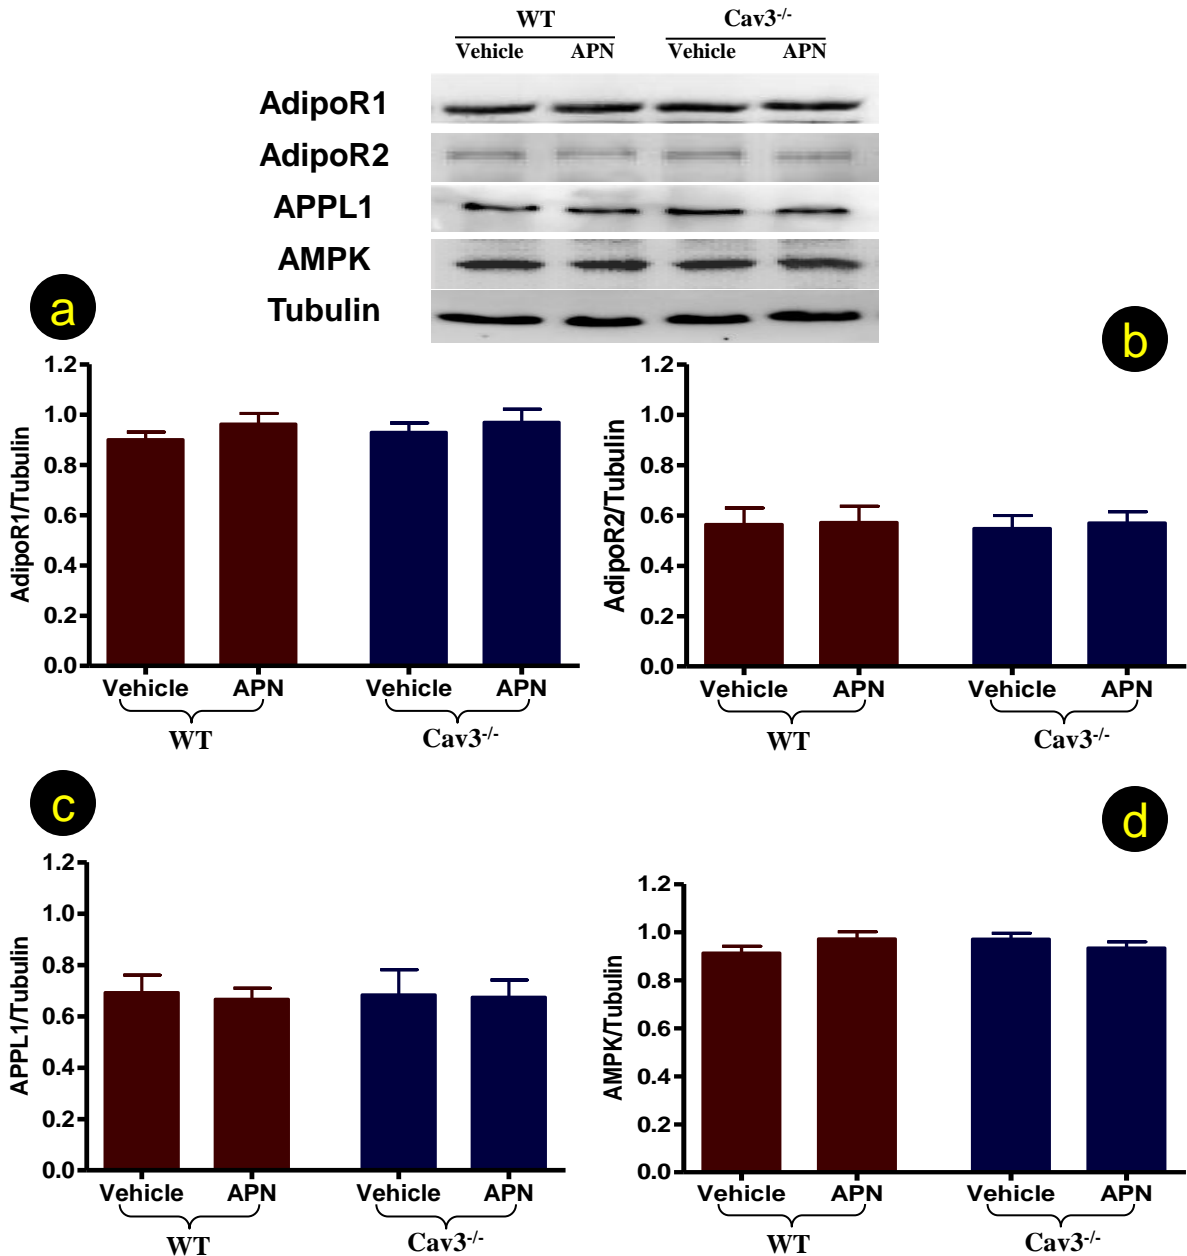 WT Cav3-/-
Vehicle APN Vehicle APN
AdipoR1
AdipoR2
APPL1
AMPK
Tubulin
a
AdipoR1/Tubulin
1.2
1.0
0.8
0.6
0.4
0.2
0.0
Vehicle APN Vehicle APN
WT Cav3-/-
b
AdipoR2/Tubulin
1.2
1.0
0.8
0.6
0.4
0.2
0.0
Vehicle APN Vehicle APN
WT Cav3-/-
c
APPL1/Tubulin
1.2
1.0
0.8
0.6
0.4
0.2
0.0
Vehicle APN Vehicle APN
WT Cav3-/-
d
AMPK/Tubulin
1.2
1.0
0.8
0.6
0.4
0.2
0.0
Vehicle APN Vehicle APN
WT Cav3-/-